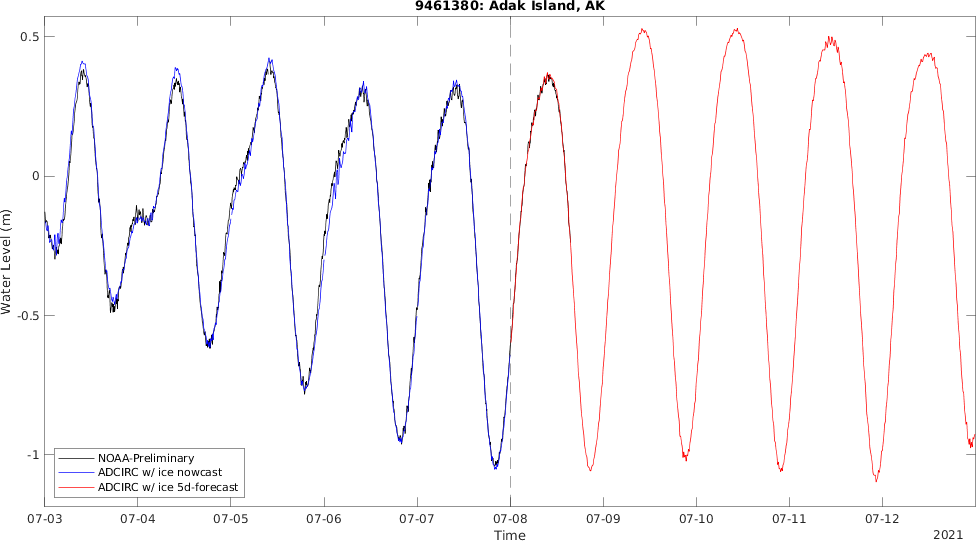 9461380: Adak Island, AK
Water Level (m)
0.5
0
-0.5
-1
NOAA-Preliminary
ADCIRC w/ ice nowcast
ADCIRC w/ ice 5d-forecast
07-03 07-04 07-05 07-06 07-07 07-08 07-09 07-10 07-11 07-12
Time
2021